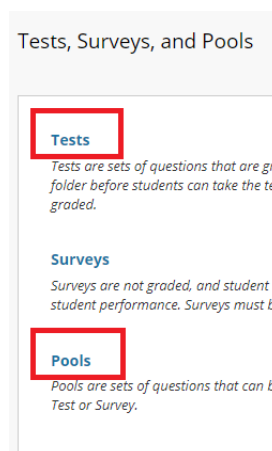 Tests, Surveys, and Pools
Tests
Tests are sets of questions that are
folder before students can take the
graded.
Surveys
Surveys are not graded, and student
student performance. Surveys must
Pools
Pools are sets of questions that can
Test or Survey.